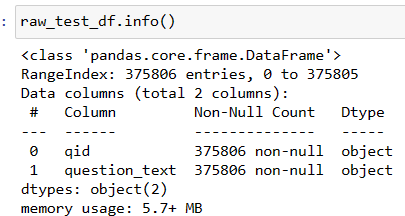 : raw_test_df.info()
<class 'pandas.core.frame.DataFrame'>
RangeIndex: 375806 entries, 0 to 375805
Data columns (total 2 columns):
 #   Column         Non-Null Count   Dtype
---  ------         --------------   -----
 0   qid            375806 non-null  object
 1   question_text  375806 non-null  object
dtypes: object(2)
memory usage: 5.7+ MB